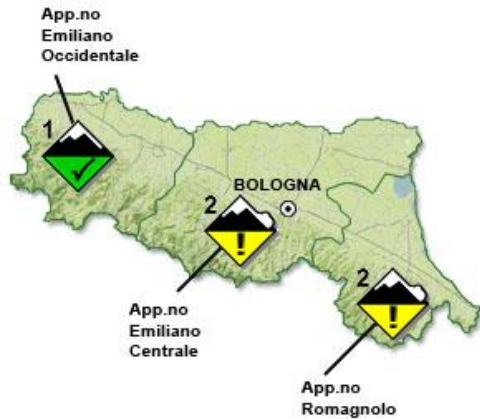 App.no
Emiliano
Occidentale
1
BOLOGNA
2
!
2
!
App.no
Emiliano
Centrale
App.no
Romagnolo